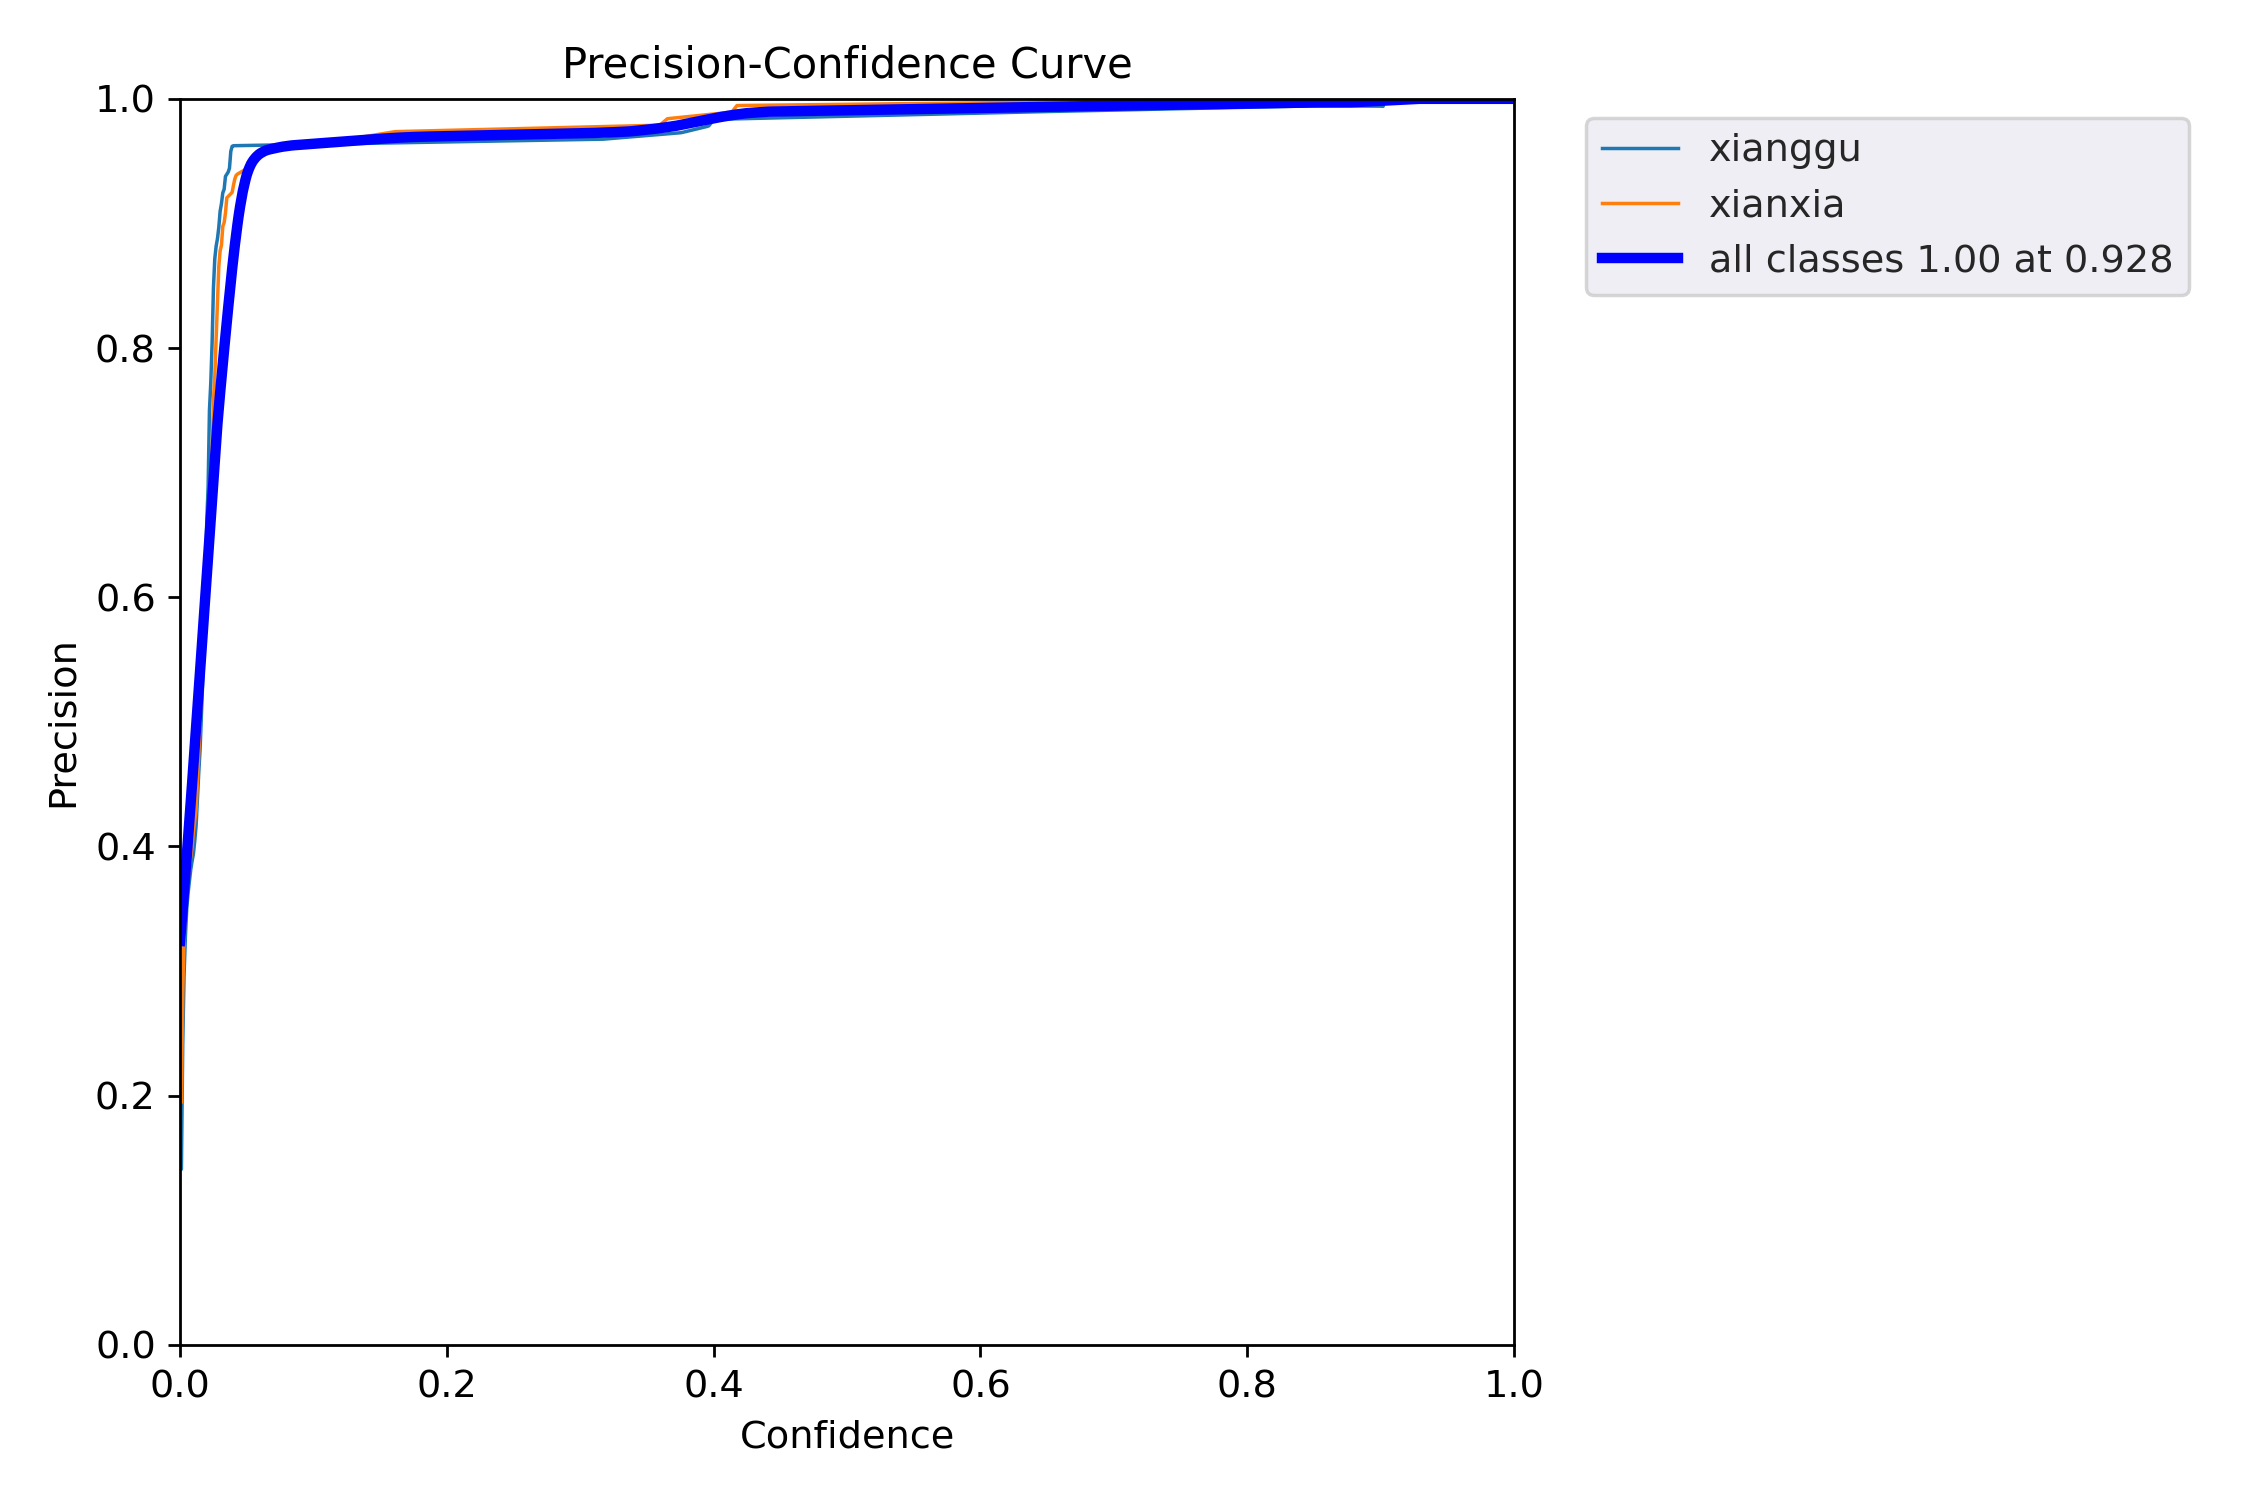 Precision-Confidence Curve
1.0
0.8
0.6
0.4
0.2
0.0
Precision
0.0 0.2 0.4 0.6 0.8 1.0
Confidence
xianggu
xianxia
all classes 1.00 at 0.928